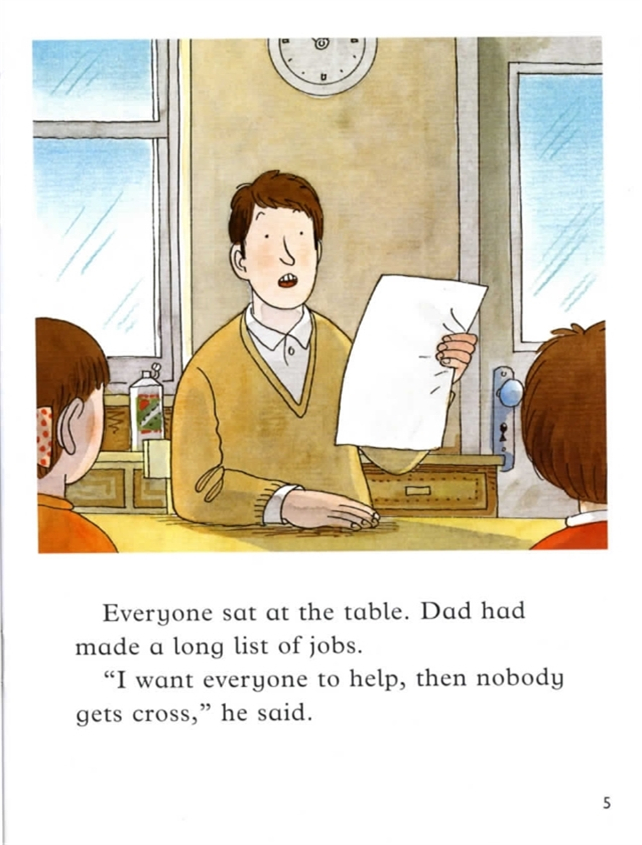 Everyone sat at the table. Dad had
made a long list of jobs.
“I want everyone to help, then nobody
gets cross,” he said.
5